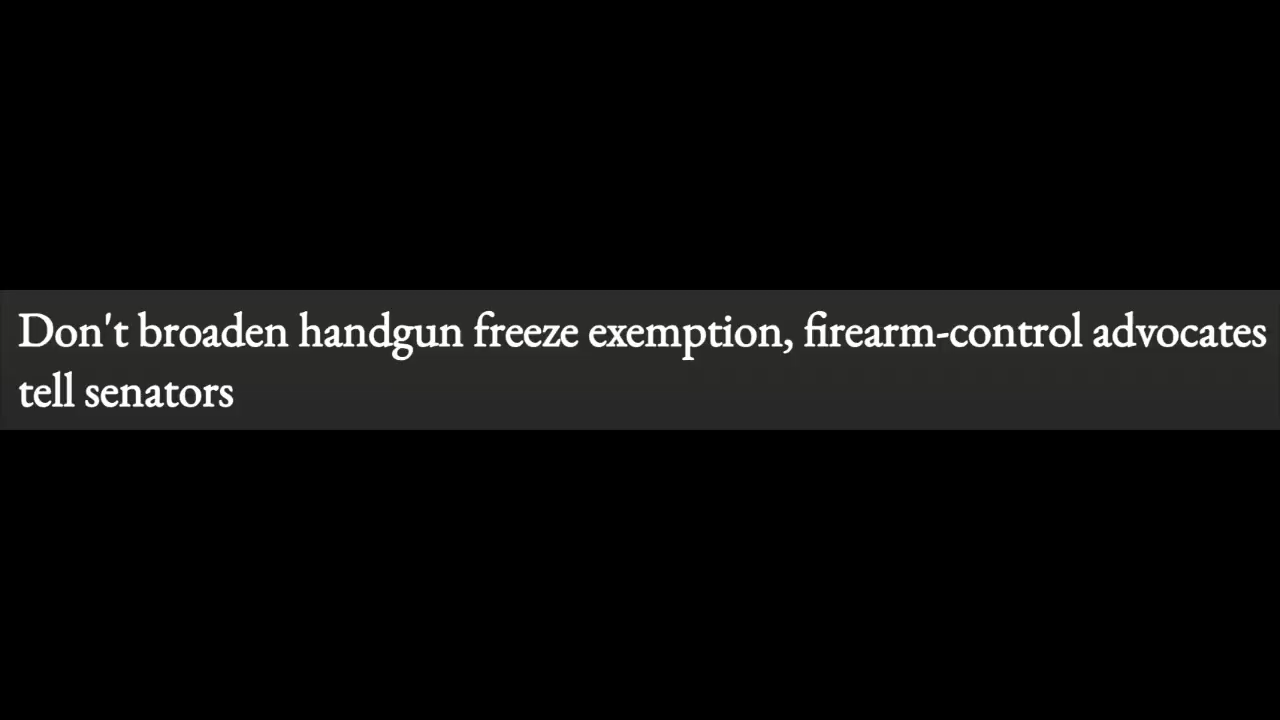 Don't broaden handgun freeze exemption, firearm-control advocates
tell senators